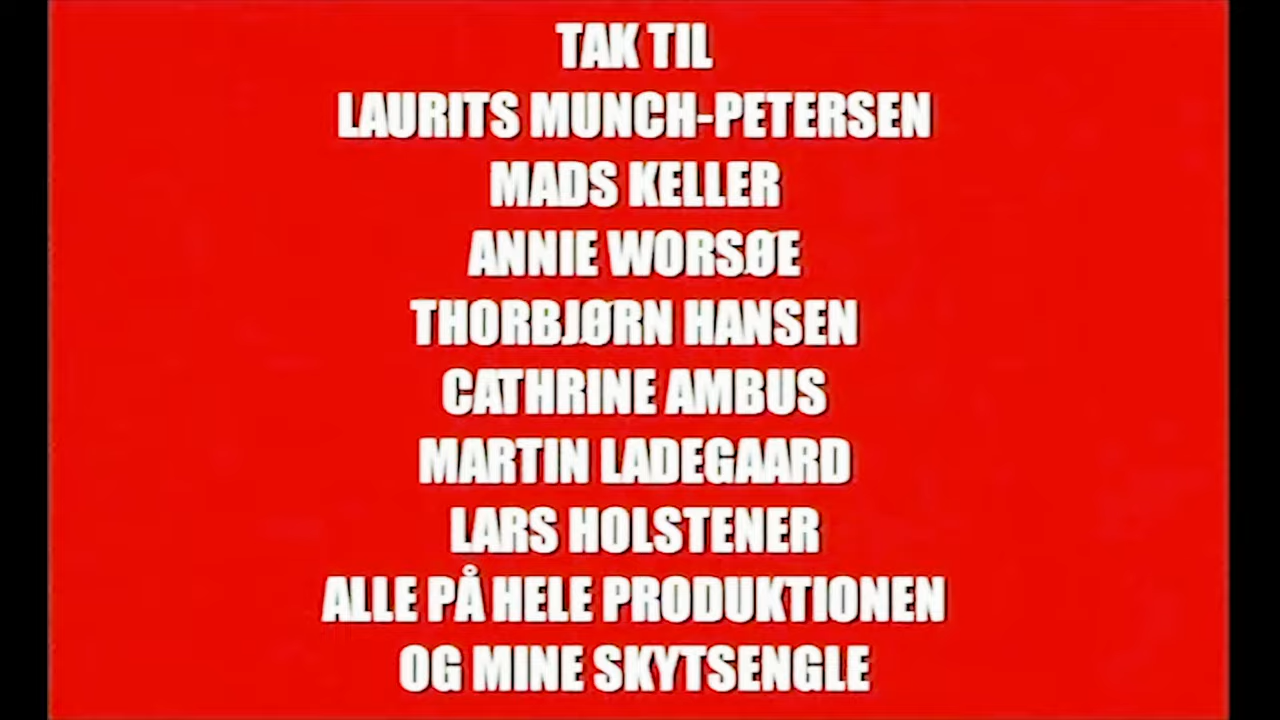 TAK TIL
LAURITS MUNCH-PETERSEN
MADS KELLER
ANNIE WORSØE
THORBJØRN HANSEN
CATHRINE AMBUS
MARTIN LADEGAARD
LARS HOLSTENER
ALLE PÅ HELE PRODUKTIONEN
OG MINE SKYTSENGLE